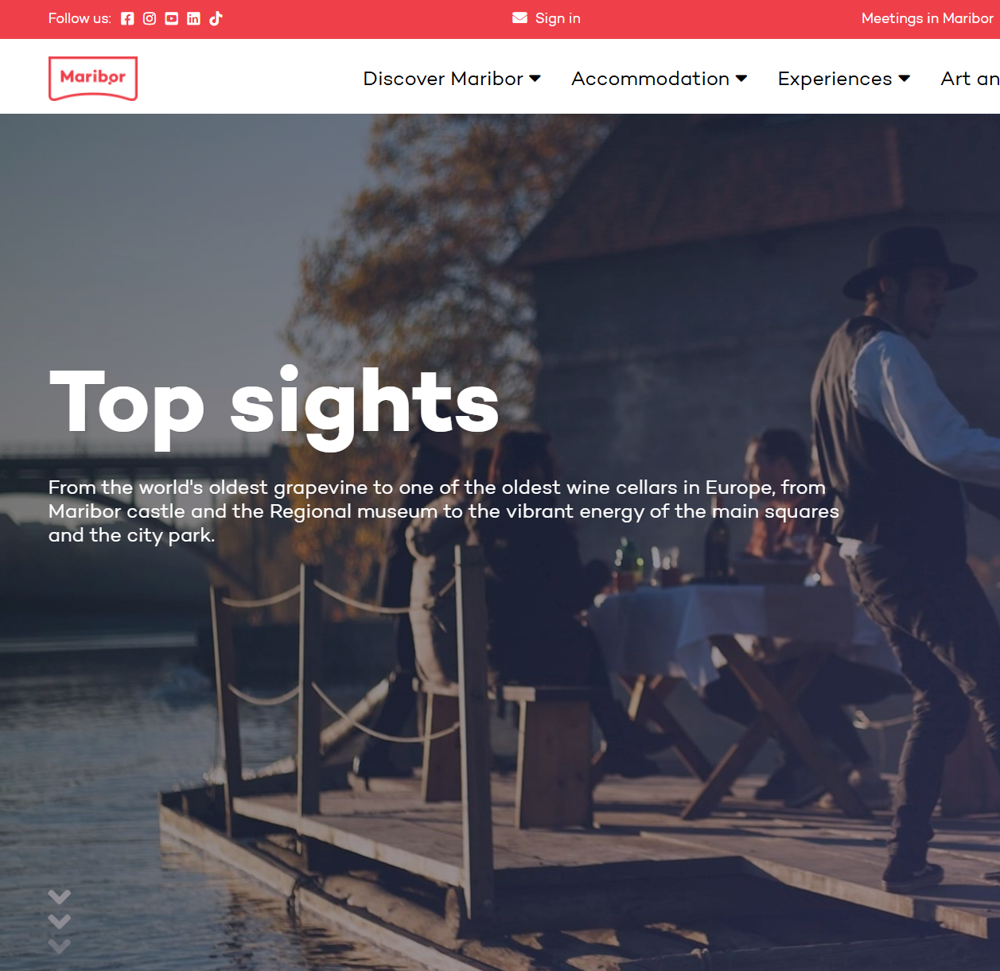 Follow us:
Sign in
Meetings in Maribor
Maribor
Discover Maribor
Accommodation
Experiences
Art an
Top sights
From the world's oldest grapevine to one of the oldest wine cellars in Europe, from
Maribor castle and the Regional museum to the vibrant energy of the main squares
and the city park.